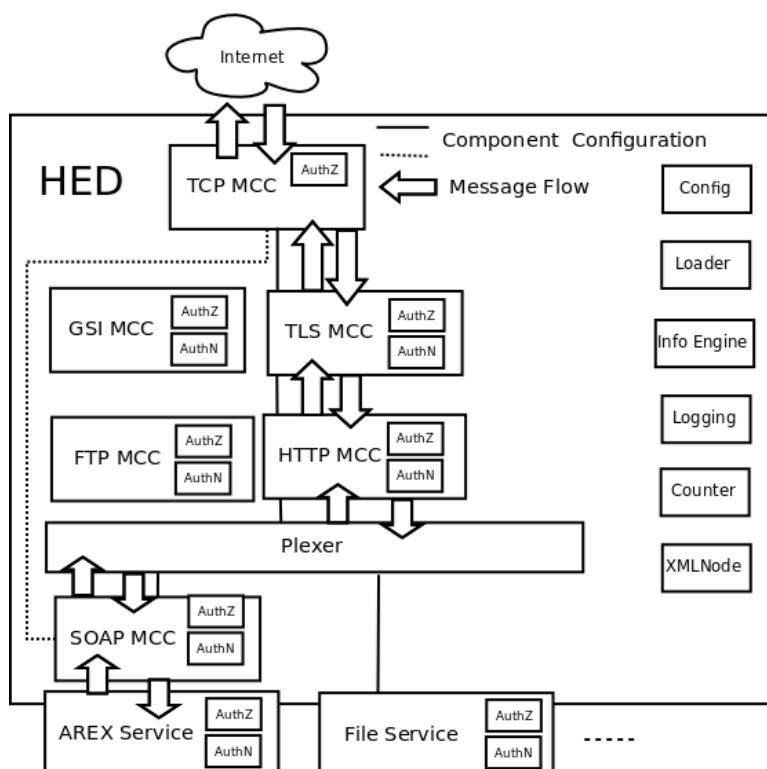 Internet
Component Configuration
HED
TCP MCC
AuthZ
Message Flow
Config
Loader
GSI MCC
AuthZ
AuthN
TLS MCC
AuthZ
AuthN
Info Engine
Logging
FTP MCC
AuthZ
AuthN
HTTP MCC
AuthZ
AuthN
Counter
Plexer
XMLNode
SOAP MCC
AuthZ
AuthN
AREX Service
AuthZ
AuthN
File Service
AuthZ
AuthN